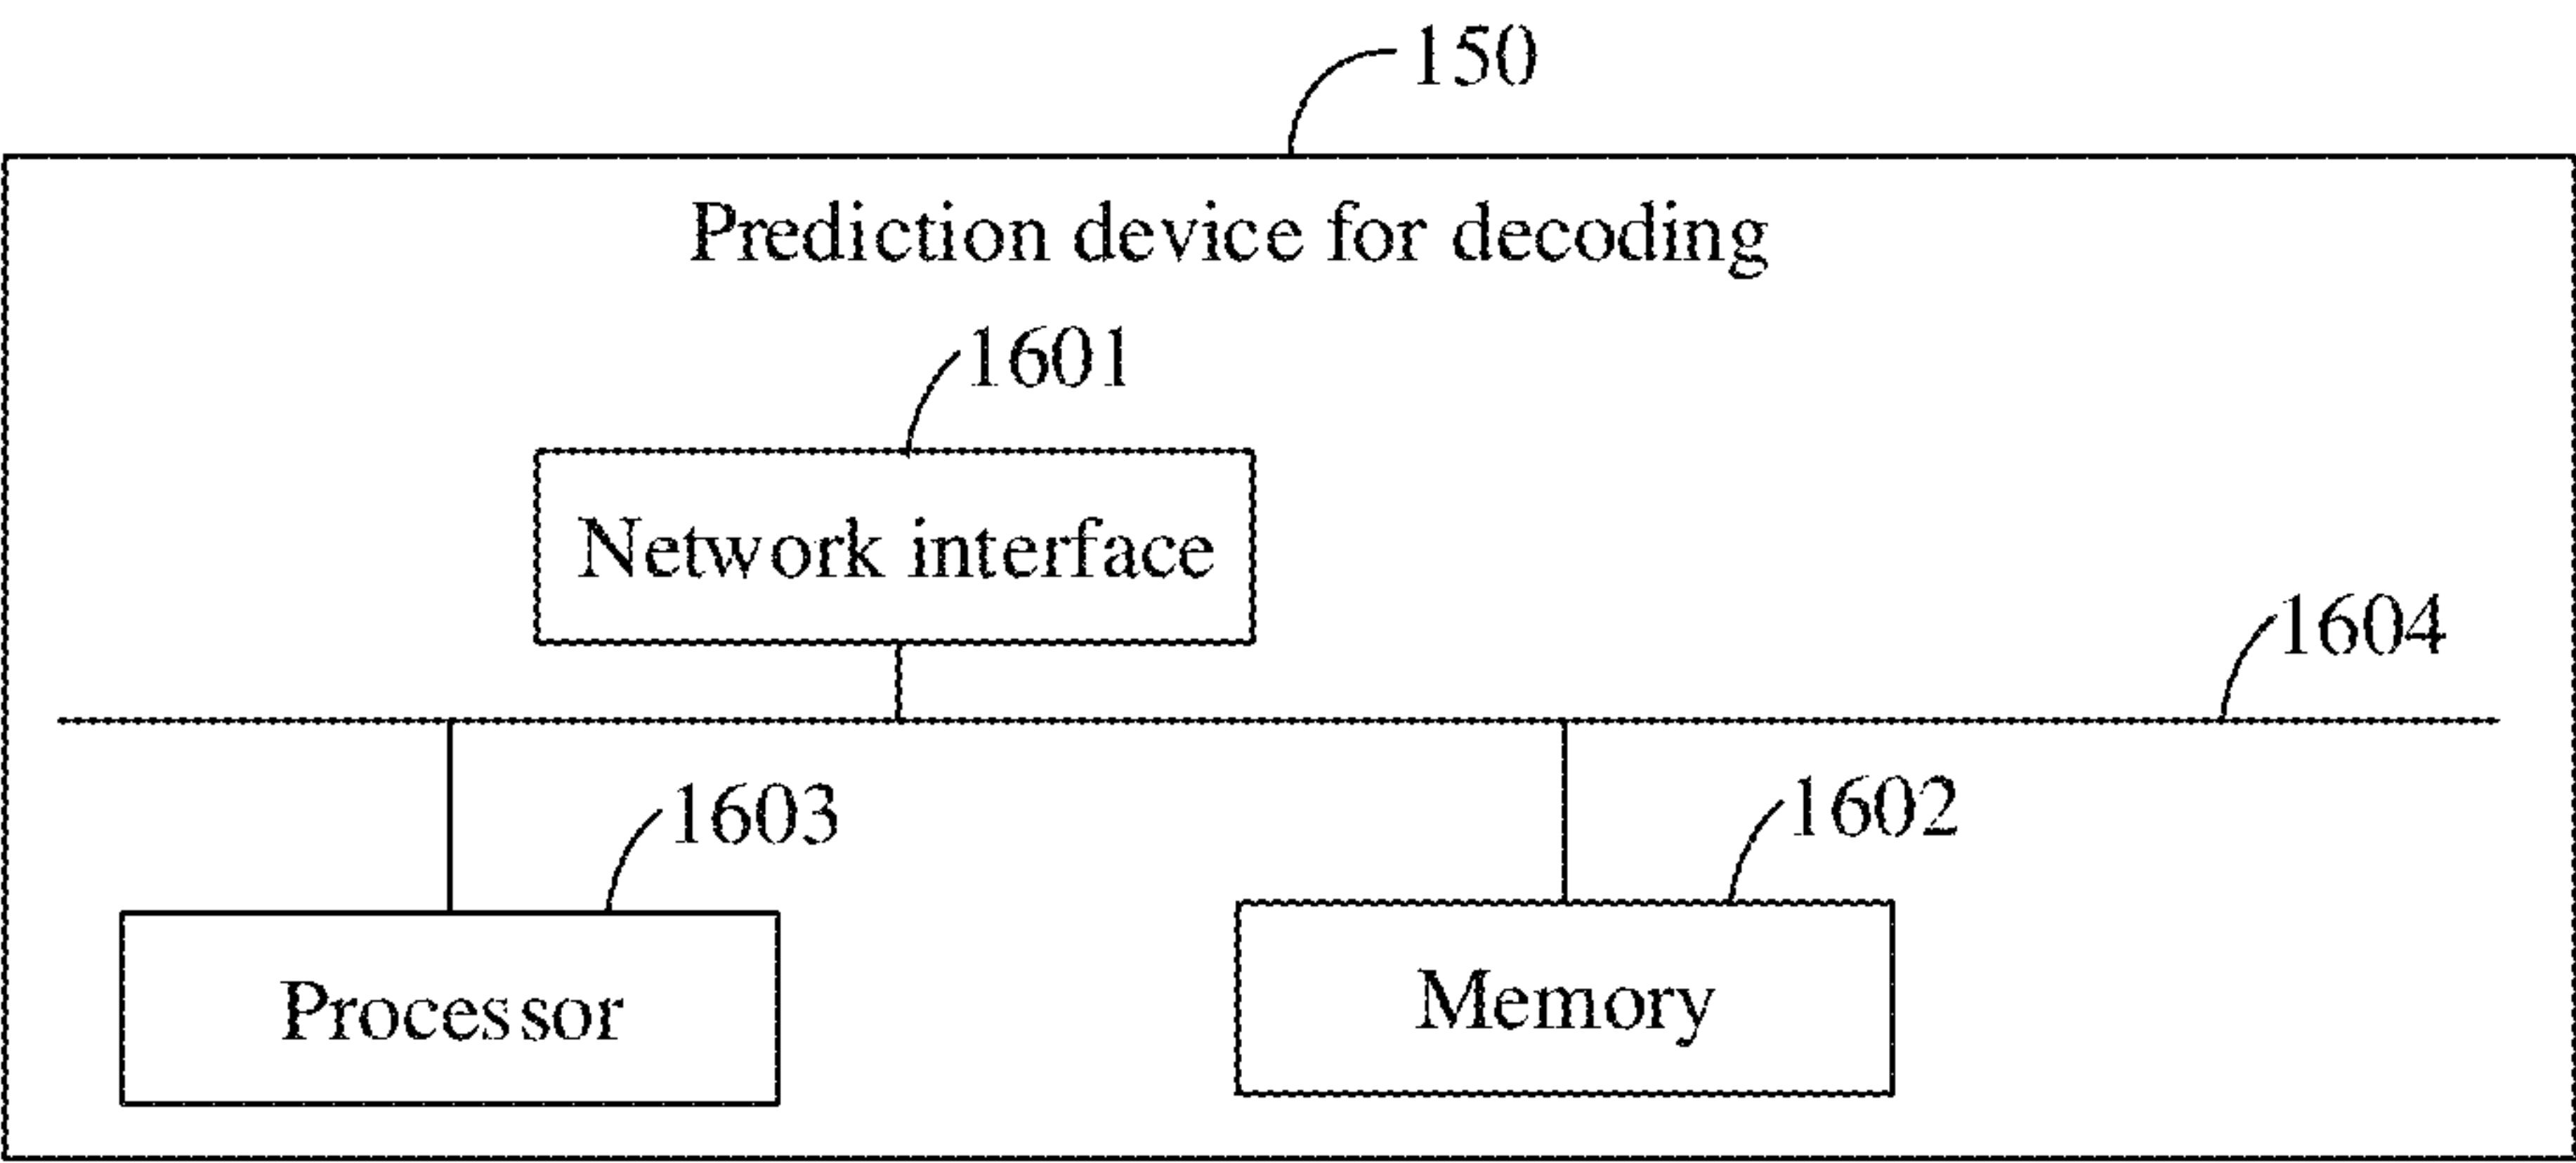 150
Prediction device for decoding
1601
Network interface
1604
1603
1602
Processor
Memory